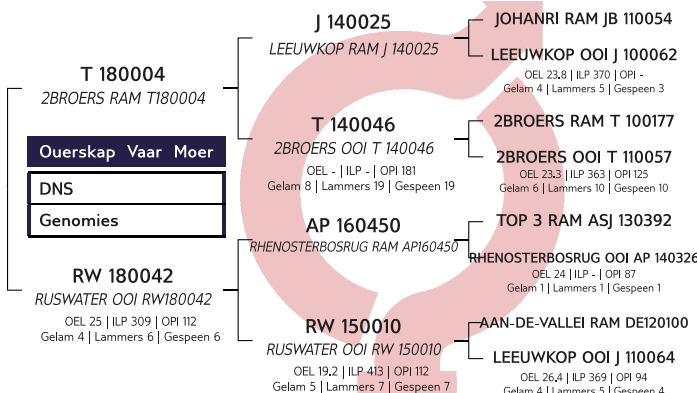 T 180004
2BROERS RAM T180004
Ouerskap Vaar Moer
DNS
Genomies
RW 180042
RUSWATER OOI RW180042
OEL 25 | ILP 309 | OPI 112
Gelam 4 | Lammers 6 | Gespeen 6
J 140025
LEEUWKOP RAM J 140025
T 140046
2BROERS OOI T 140046
OEL - | ILP - | OPI 181
Gelam 8 | Lammers 19 | Gespeen 19
AP 160450
RHENOSTERBOSRUG RAM AP160450
RW 150010
RUSWATER OOI RW 150010
OEL 19.2 | ILP 413 | OPI 112
Gelam 5 | Lammers 7 | Gespeen 7
JOHANRI RAM JB 110054
LEEUWKOP OOI J 100062
OEL 23.8 | ILP 370 | OPI -
Gelam 4 | Lammers 5 | Gespeen 3
2BROERS RAM T 100177
2BROERS OOI T 110057
OEL 23.3 | ILP 363 | OPI 125
Gelam 6 | Lammers 10 | Gespeen 10
TOP 3 RAM ASJ 130392
RHENOSTERBOSRUG OOI AP 140326
OEL 24 | ILP - | OPI 87
Gelam 1 | Lammers 1 | Gespeen 1
AAN-DE-VALLEI RAM DE120100
LEEUWKOP OOI J 110064
OEL 26.4 | ILP 369 | OPI 94
Gelam 4 | Lammers 5 | Gespeen 4